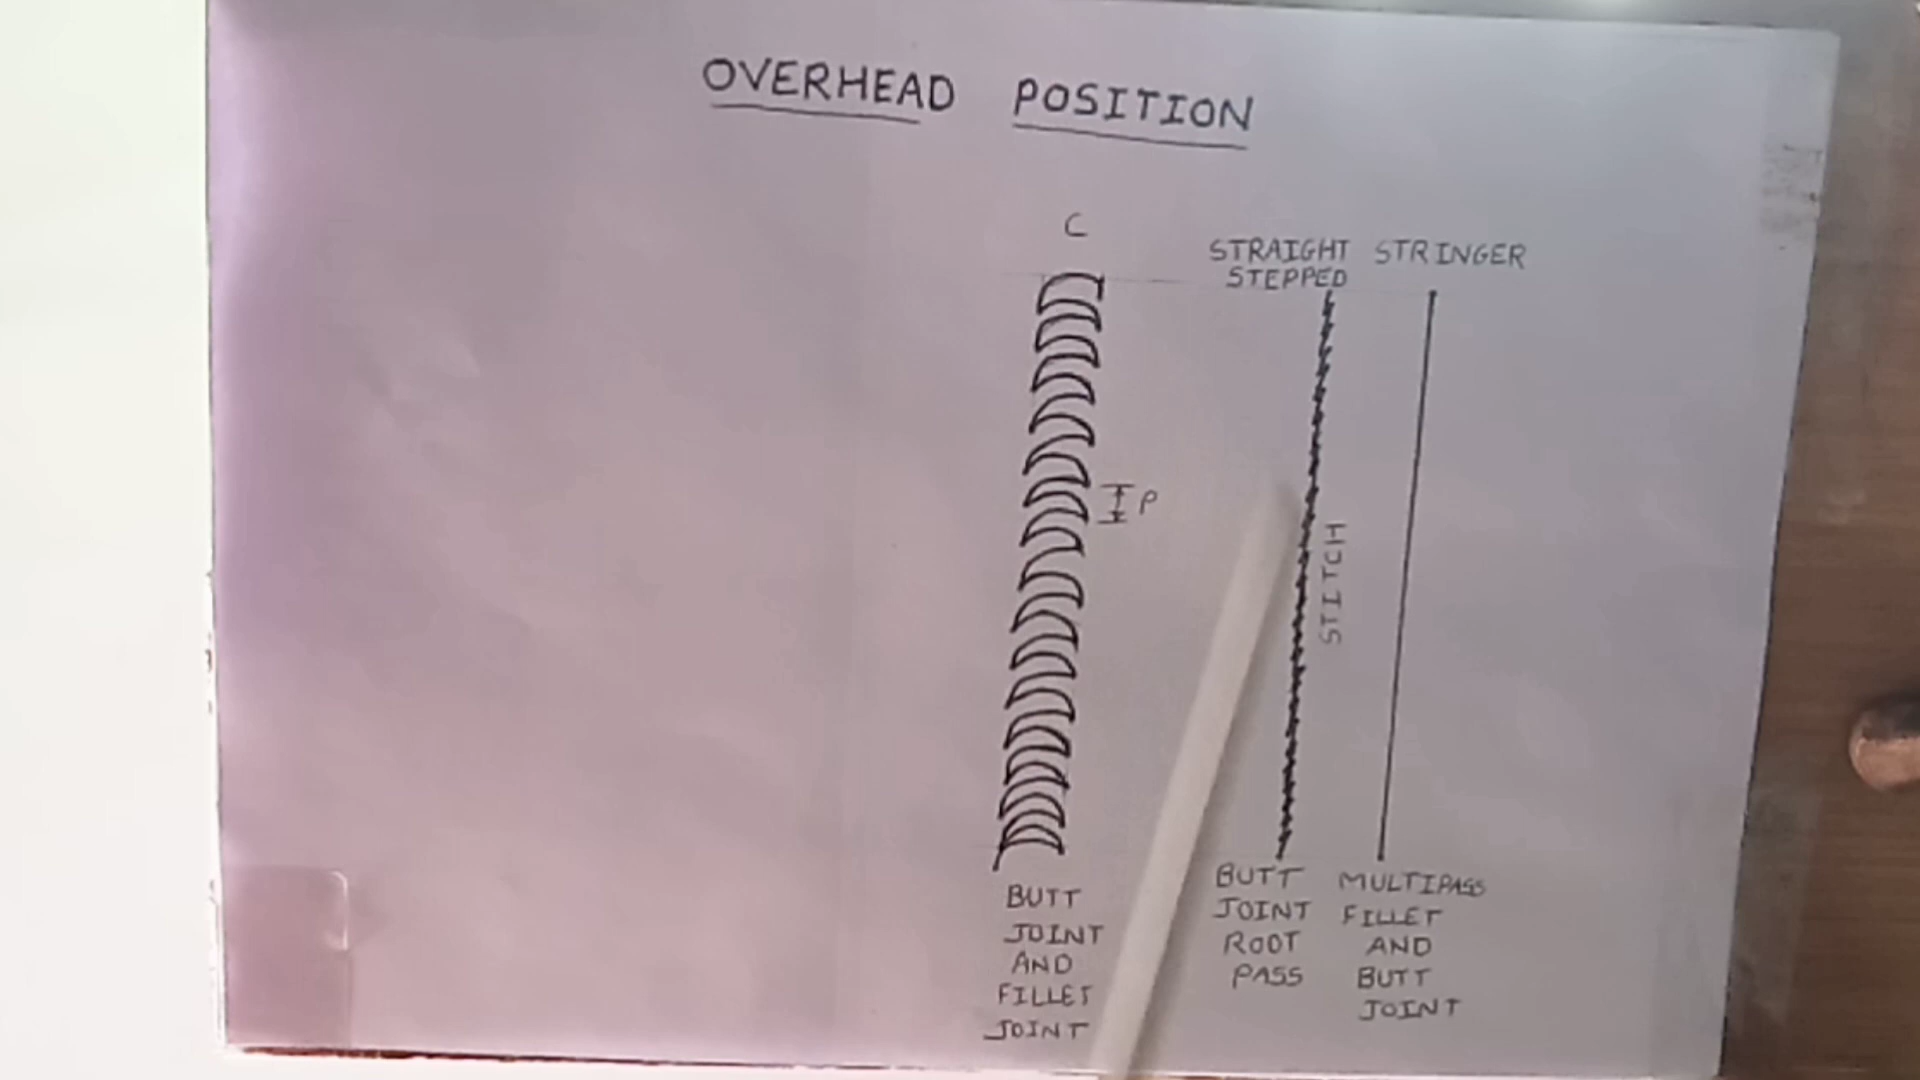 OVERHEAD POSITION
C
STRAIGHT
STEPPED
STRINGER
P
STITCH
BUTT
JOINT
AND
FILLET
JOINT
BUTT
JOINT
ROOT
PASS
MULTIPASS
FILLET
AND
BUTT
JOINT